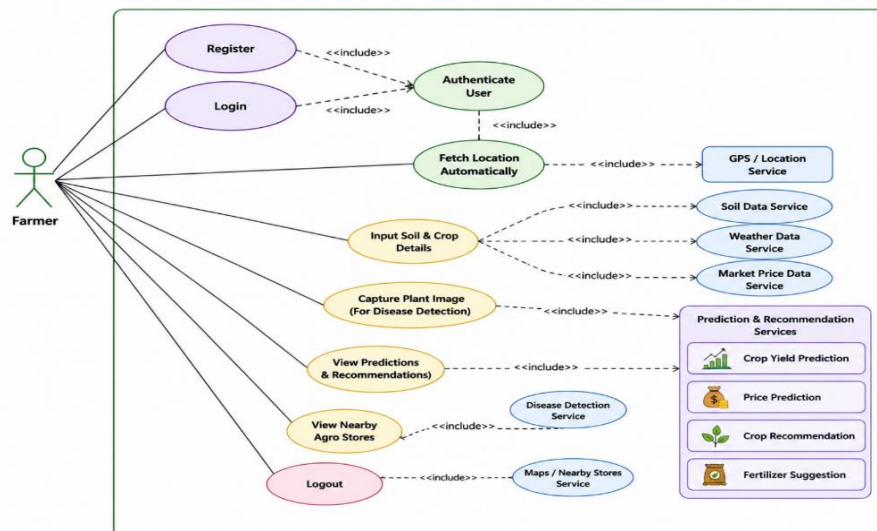 Register
<<include>>
Authenticate
User
Login
<<include>>
<<include>>
Fetch Location
Automatically
<<include>>
GPS / Location
Service
Farmer
Input Soil & Crop
Details
<<include>>
Soil Data Service
<<include>>
Weather Data
Service
<<include>>
Market Price Data
Service
Capture Plant Image
(For Disease Detection)
<<include>>
Prediction & Recommendation
Services
Crop Yield Prediction
Price Prediction
Crop Recommendation
Fertilizer Suggestion
View Predictions
& Recommendations)
<<include>>
View Nearby
Agro Stores
<<include>>
Disease Detection
Service
Logout
<<include>>
Maps / Nearby Stores
Service